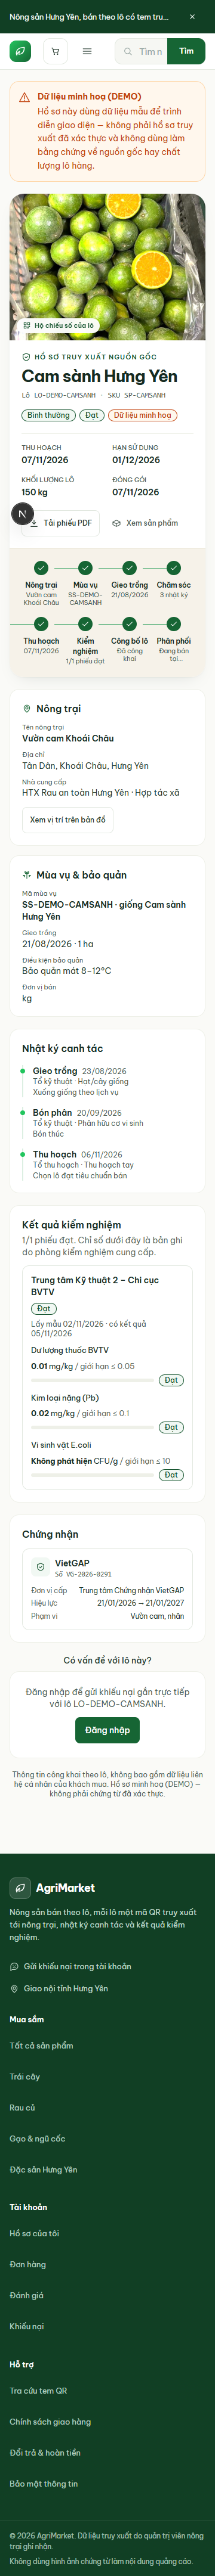 Nông sản Hưng Yên, bán theo lô có tem tru...
Tìm n
Tìm
Dữ liệu minh hoạ (DEMO)
Hồ sơ này dùng dữ liệu mẫu để trình
diễn giao diện — không phải hồ sơ truy
xuất đã xác thực và không dùng làm
bằng chứng về nguồn gốc hay chất
lượng lô hàng.
Hộ chiếu số của lô
HỒ SƠ TRUY XUẤT NGUỒN GỐC
Cam sành Hưng Yên
Lô LO-DEMO-CAMSANH · SKU SP-CAMSANH
Bình thường
Đạt
Dữ liệu minh hoạ
THU HOẠCH
07/11/2026
HẠN SỬ DỤNG
01/12/2026
KHỐI LƯỢNG LÔ
150 kg
ĐÓNG GÓI
07/11/2026
N
Tải phiếu PDF
Xem sản phẩm
Nông trại
Vườn cam
Khoái Châu
Mùa vụ
SS-DEMO-
CAMSANH
Gieo trồng
21/08/2026
Chăm sóc
3 nhật ký
Thu hoạch
07/11/2026
Kiểm
nghiệm
1/1 phiếu đạt
Công bố lô
Đã công
khai
Phân phối
Đang bán
tại...
Nông trại
Tên nông trại
Vườn cam Khoái Châu
Địa chỉ
Tân Dân, Khoái Châu, Hưng Yên
Nhà cung cấp
HTX Rau an toàn Hưng Yên · Hợp tác xã
Xem vị trí trên bản đồ
Mùa vụ & bảo quản
Mã mùa vụ
SS-DEMO-CAMSANH · giống Cam sành
Hưng Yên
Gieo trồng
21/08/2026 · 1 ha
Điều kiện bảo quản
Bảo quản mát 8–12°C
Đơn vị bán
kg
Nhật ký canh tác
Gieo trồng 23/08/2026
Tổ kỹ thuật · Hạt/cây giống
Xuống giống theo lịch vụ
Bón phân 20/09/2026
Tổ kỹ thuật · Phân hữu cơ vi sinh
Bón thúc
Thu hoạch 06/11/2026
Tổ thu hoạch · Thu hoạch tay
Chọn lô đạt tiêu chuẩn bán
Kết quả kiểm nghiệm
1/1 phiếu đạt. Chỉ số dưới đây là bản ghi
do phòng kiểm nghiệm cung cấp.
Trung tâm Kỹ thuật 2 – Chi cục
BVTV
Đạt
Lấy mẫu 02/11/2026 · có kết quả
05/11/2026
Dư lượng thuốc BVTV
0.01 mg/kg / giới hạn ≤ 0.05
Đạt
Kim loại nặng (Pb)
0.02 mg/kg / giới hạn ≤ 0.1
Đạt
Vi sinh vật E.coli
Không phát hiện CFU/g / giới hạn ≤ 10
Đạt
Chứng nhận
VietGAP
Số VG-2026-0291
Đơn vị cấp Trung tâm Chứng nhận VietGAP
Hiệu lực 21/01/2026 → 21/01/2027
Phạm vi Vườn cam, nhãn
Có vấn đề với lô này?
Đăng nhập để gửi khiếu nại gắn trực tiếp
với lô LO-DEMO-CAMSANH.
Đăng nhập
Thông tin công khai theo lô, không bao gồm dữ liệu liên
hệ cá nhân của khách mua. Hồ sơ minh hoạ (DEMO) —
không phải chứng từ đã xác thực.
AgriMarket
Nông sản bán theo lô, mỗi lô một mã QR truy xuất
tới nông trại, nhật ký canh tác và kết quả kiểm
nghiệm.
Gửi khiếu nại trong tài khoản
Giao nội tỉnh Hưng Yên
Mua sắm
Tất cả sản phẩm
Trái cây
Rau củ
Gạo & ngũ cốc
Đặc sản Hưng Yên
Tài khoản
Hồ sơ của tôi
Đơn hàng
Đánh giá
Khiếu nại
Hỗ trợ
Tra cứu tem QR
Chính sách giao hàng
Đổi trả & hoàn tiền
Bảo mật thông tin
© 2026 AgriMarket. Dữ liệu truy xuất do quản trị viên nông
trại ghi nhận.
Không dùng hình ảnh chứng từ làm nội dung quảng cáo.